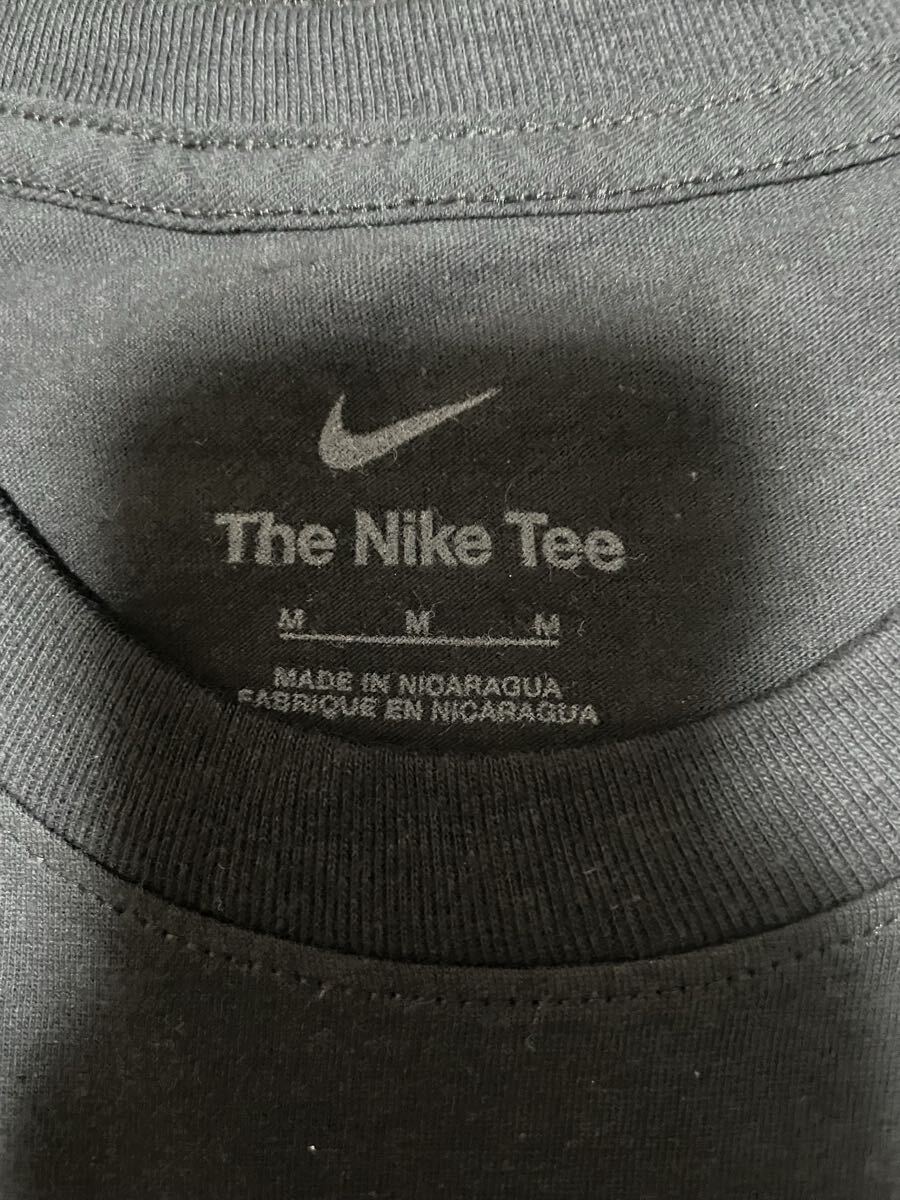 The Nike Tee
M M M
MADE IN NICARAGUA
FABRIQUE EN NICARAGUA